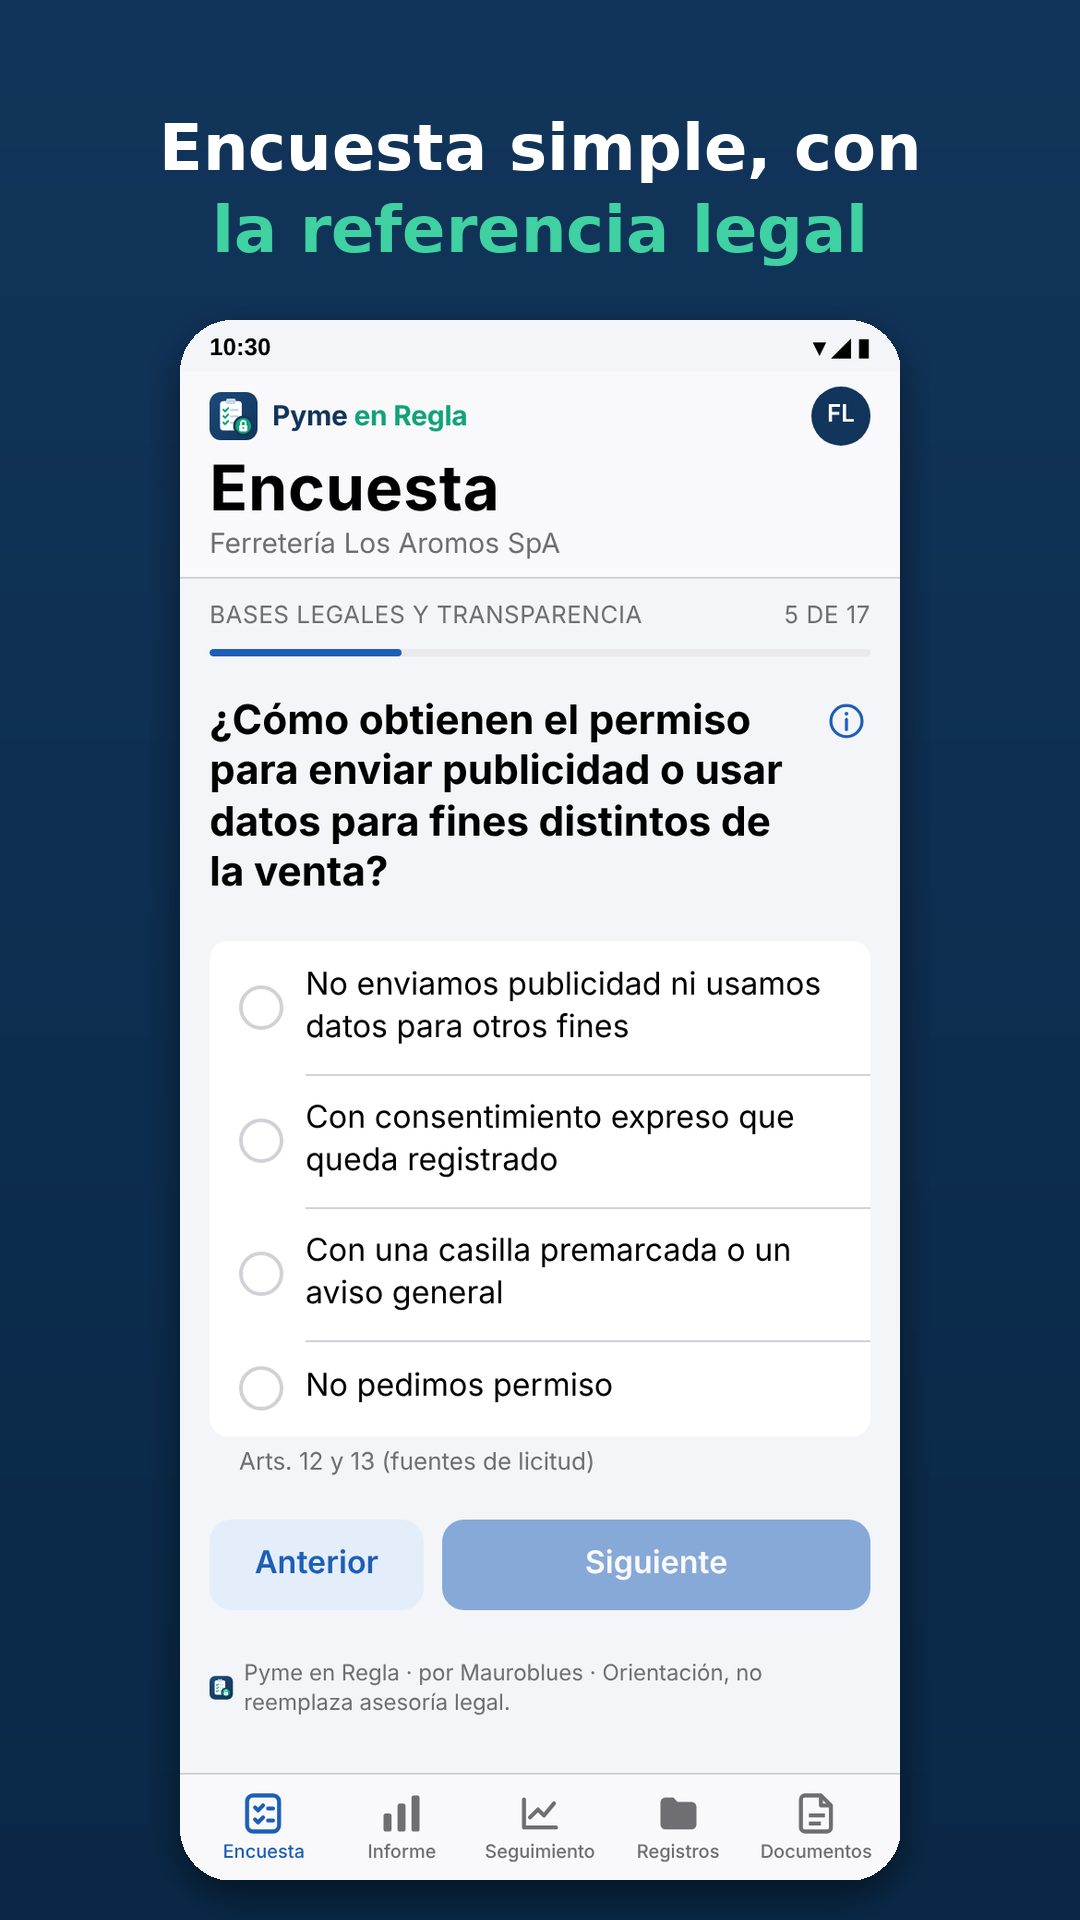 Encuesta simple, con
la referencia legal
10:30
Pyme en Regla
FL
Encuesta
Ferretería Los Aromos SpA
BASES LEGALES Y TRANSPARENCIA 5 DE 17
¿Cómo obtienen el permiso
para enviar publicidad o usar
datos para fines distintos de
la venta?
No enviamos publicidad ni usamos
datos para otros fines
Con consentimiento expreso que
queda registrado
Con una casilla premarcada o un
aviso general
No pedimos permiso
Arts. 12 y 13 (fuentes de licitud)
Anterior Siguiente
Pyme en Regla · por Mauroblues · Orientación, no
reemplaza asesoría legal.
Encuesta Informe Seguimiento Registros Documentos